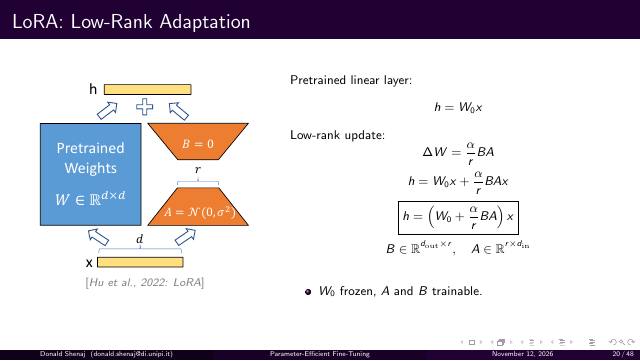 LoRA: Low-Rank Adaptation
h
Pretrained
Weights
W ∈ ℝ^{d×d}
B = 0
r
A = 𝒩(0, σ²)
d
x
[Hu et al., 2022: LoRA]
Pretrained linear layer:
h = W₀x
Low-rank update:
ΔW = α/r BA
h = W₀x + α/r BAx
h = (W₀ + α/r BA) x
B ∈ ℝ^{d_out×r}, A ∈ ℝ^{r×d_in}
W₀ frozen, A and B trainable.
Donald Shenaj (donald.shenaj@di.unipi.it) Parameter-Efficient Fine-Tuning November 12, 2026 20 / 48